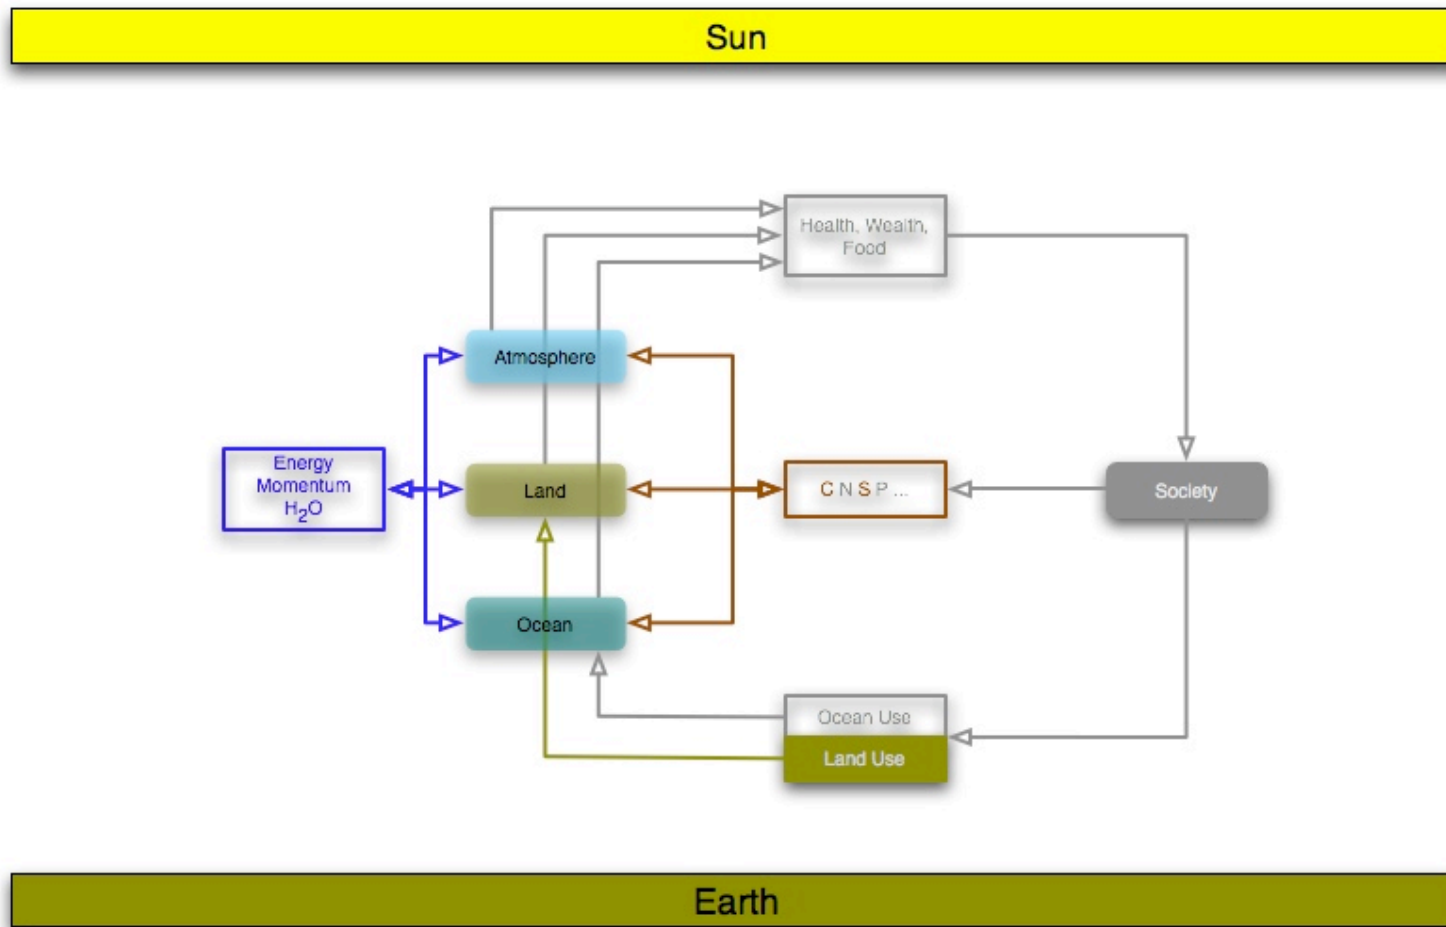 Sun
Health, Wealth,
Food
Atmosphere
Energy
Momentum
H₂O
Land
C N S P ...
Society
Ocean
Ocean Use
Land Use
Earth